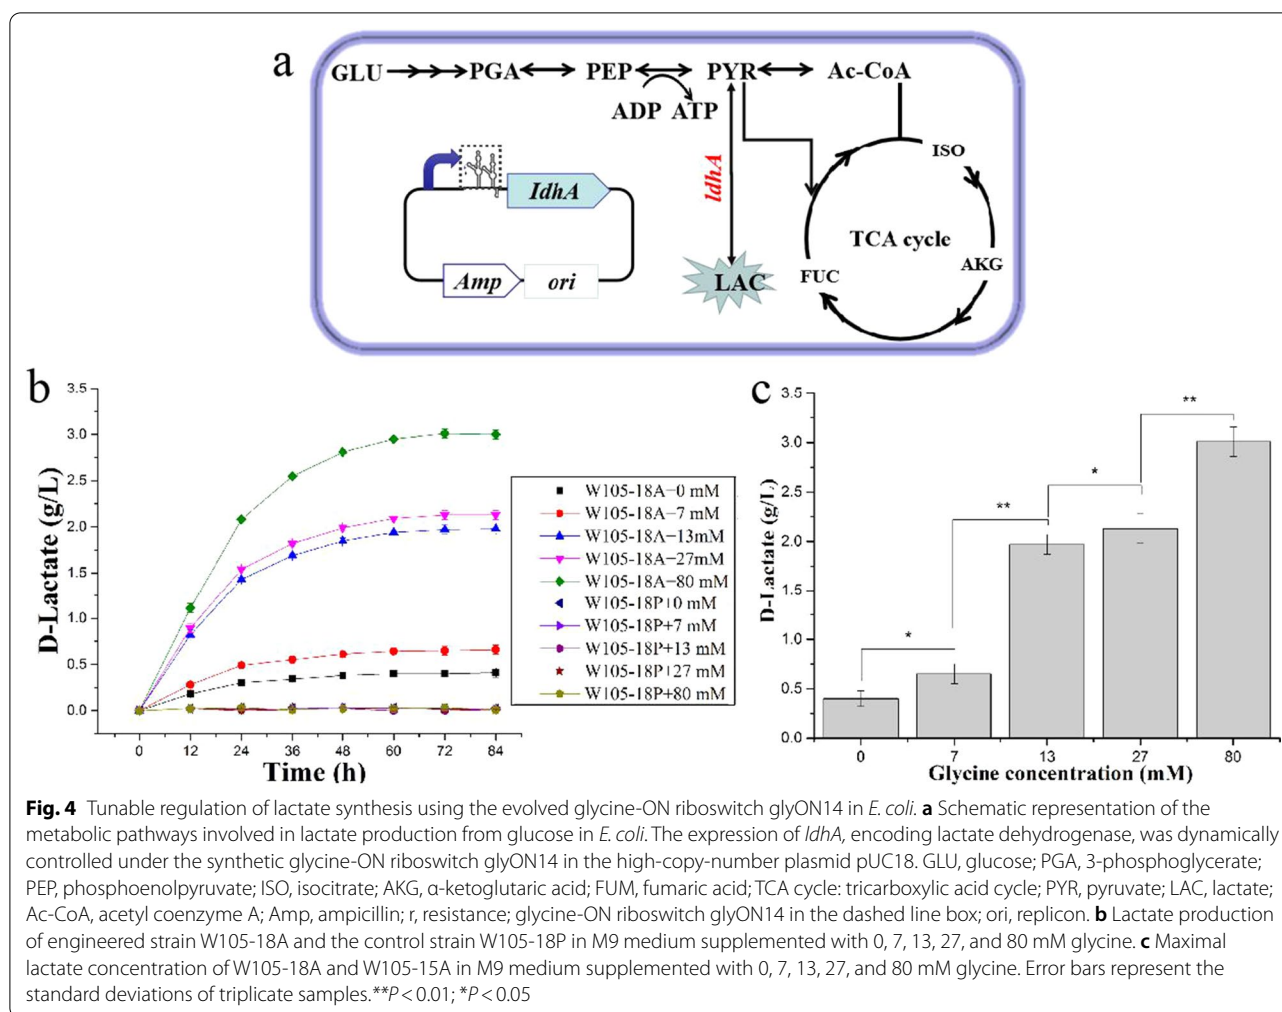 a
GLU PGA PEP PYR Ac-CoA
ADP ATP
ldhA
ISO
IdhA
TCA cycle
AKG
FUC
LAC
Amp ori
b
D-Lactate (g/L)
3.5
3.0
2.5
2.0
1.5
1.0
0.5
0.0
0 12 24 36 48 60 72 84
Time (h)
W105-18A−0 mM
W105-18A−7 mM
W105-18A−13mM
W105-18A−27mM
W105-18A−80 mM
W105-18P+0 mM
W105-18P+7 mM
W105-18P+13 mM
W105-18P+27 mM
W105-18P+80 mM
c
D-Lactate (g/L)
3.5
3.0
2.5
2.0
1.5
1.0
0.5
0.0
*
**
*
**
0 7 13 27 80
Glycine concentration (mM)
Fig. 4 Tunable regulation of lactate synthesis using the evolved glycine-ON riboswitch glyON14 in E. coli. a Schematic representation of the
metabolic pathways involved in lactate production from glucose in E. coli. The expression of ldhA, encoding lactate dehydrogenase, was dynamically
controlled under the synthetic glycine-ON riboswitch glyON14 in the high-copy-number plasmid pUC18. GLU, glucose; PGA, 3-phosphoglycerate;
PEP, phosphoenolpyruvate; ISO, isocitrate; AKG, α-ketoglutaric acid; FUM, fumaric acid; TCA cycle: tricarboxylic acid cycle; PYR, pyruvate; LAC, lactate;
Ac-CoA, acetyl coenzyme A; Amp, ampicillin; r, resistance; glycine-ON riboswitch glyON14 in the dashed line box; ori, replicon. b Lactate production
of engineered strain W105-18A and the control strain W105-18P in M9 medium supplemented with 0, 7, 13, 27, and 80 mM glycine. c Maximal
lactate concentration of W105-18A and W105-15A in M9 medium supplemented with 0, 7, 13, 27, and 80 mM glycine. Error bars represent the
standard deviations of triplicate samples.**P < 0.01; *P < 0.05